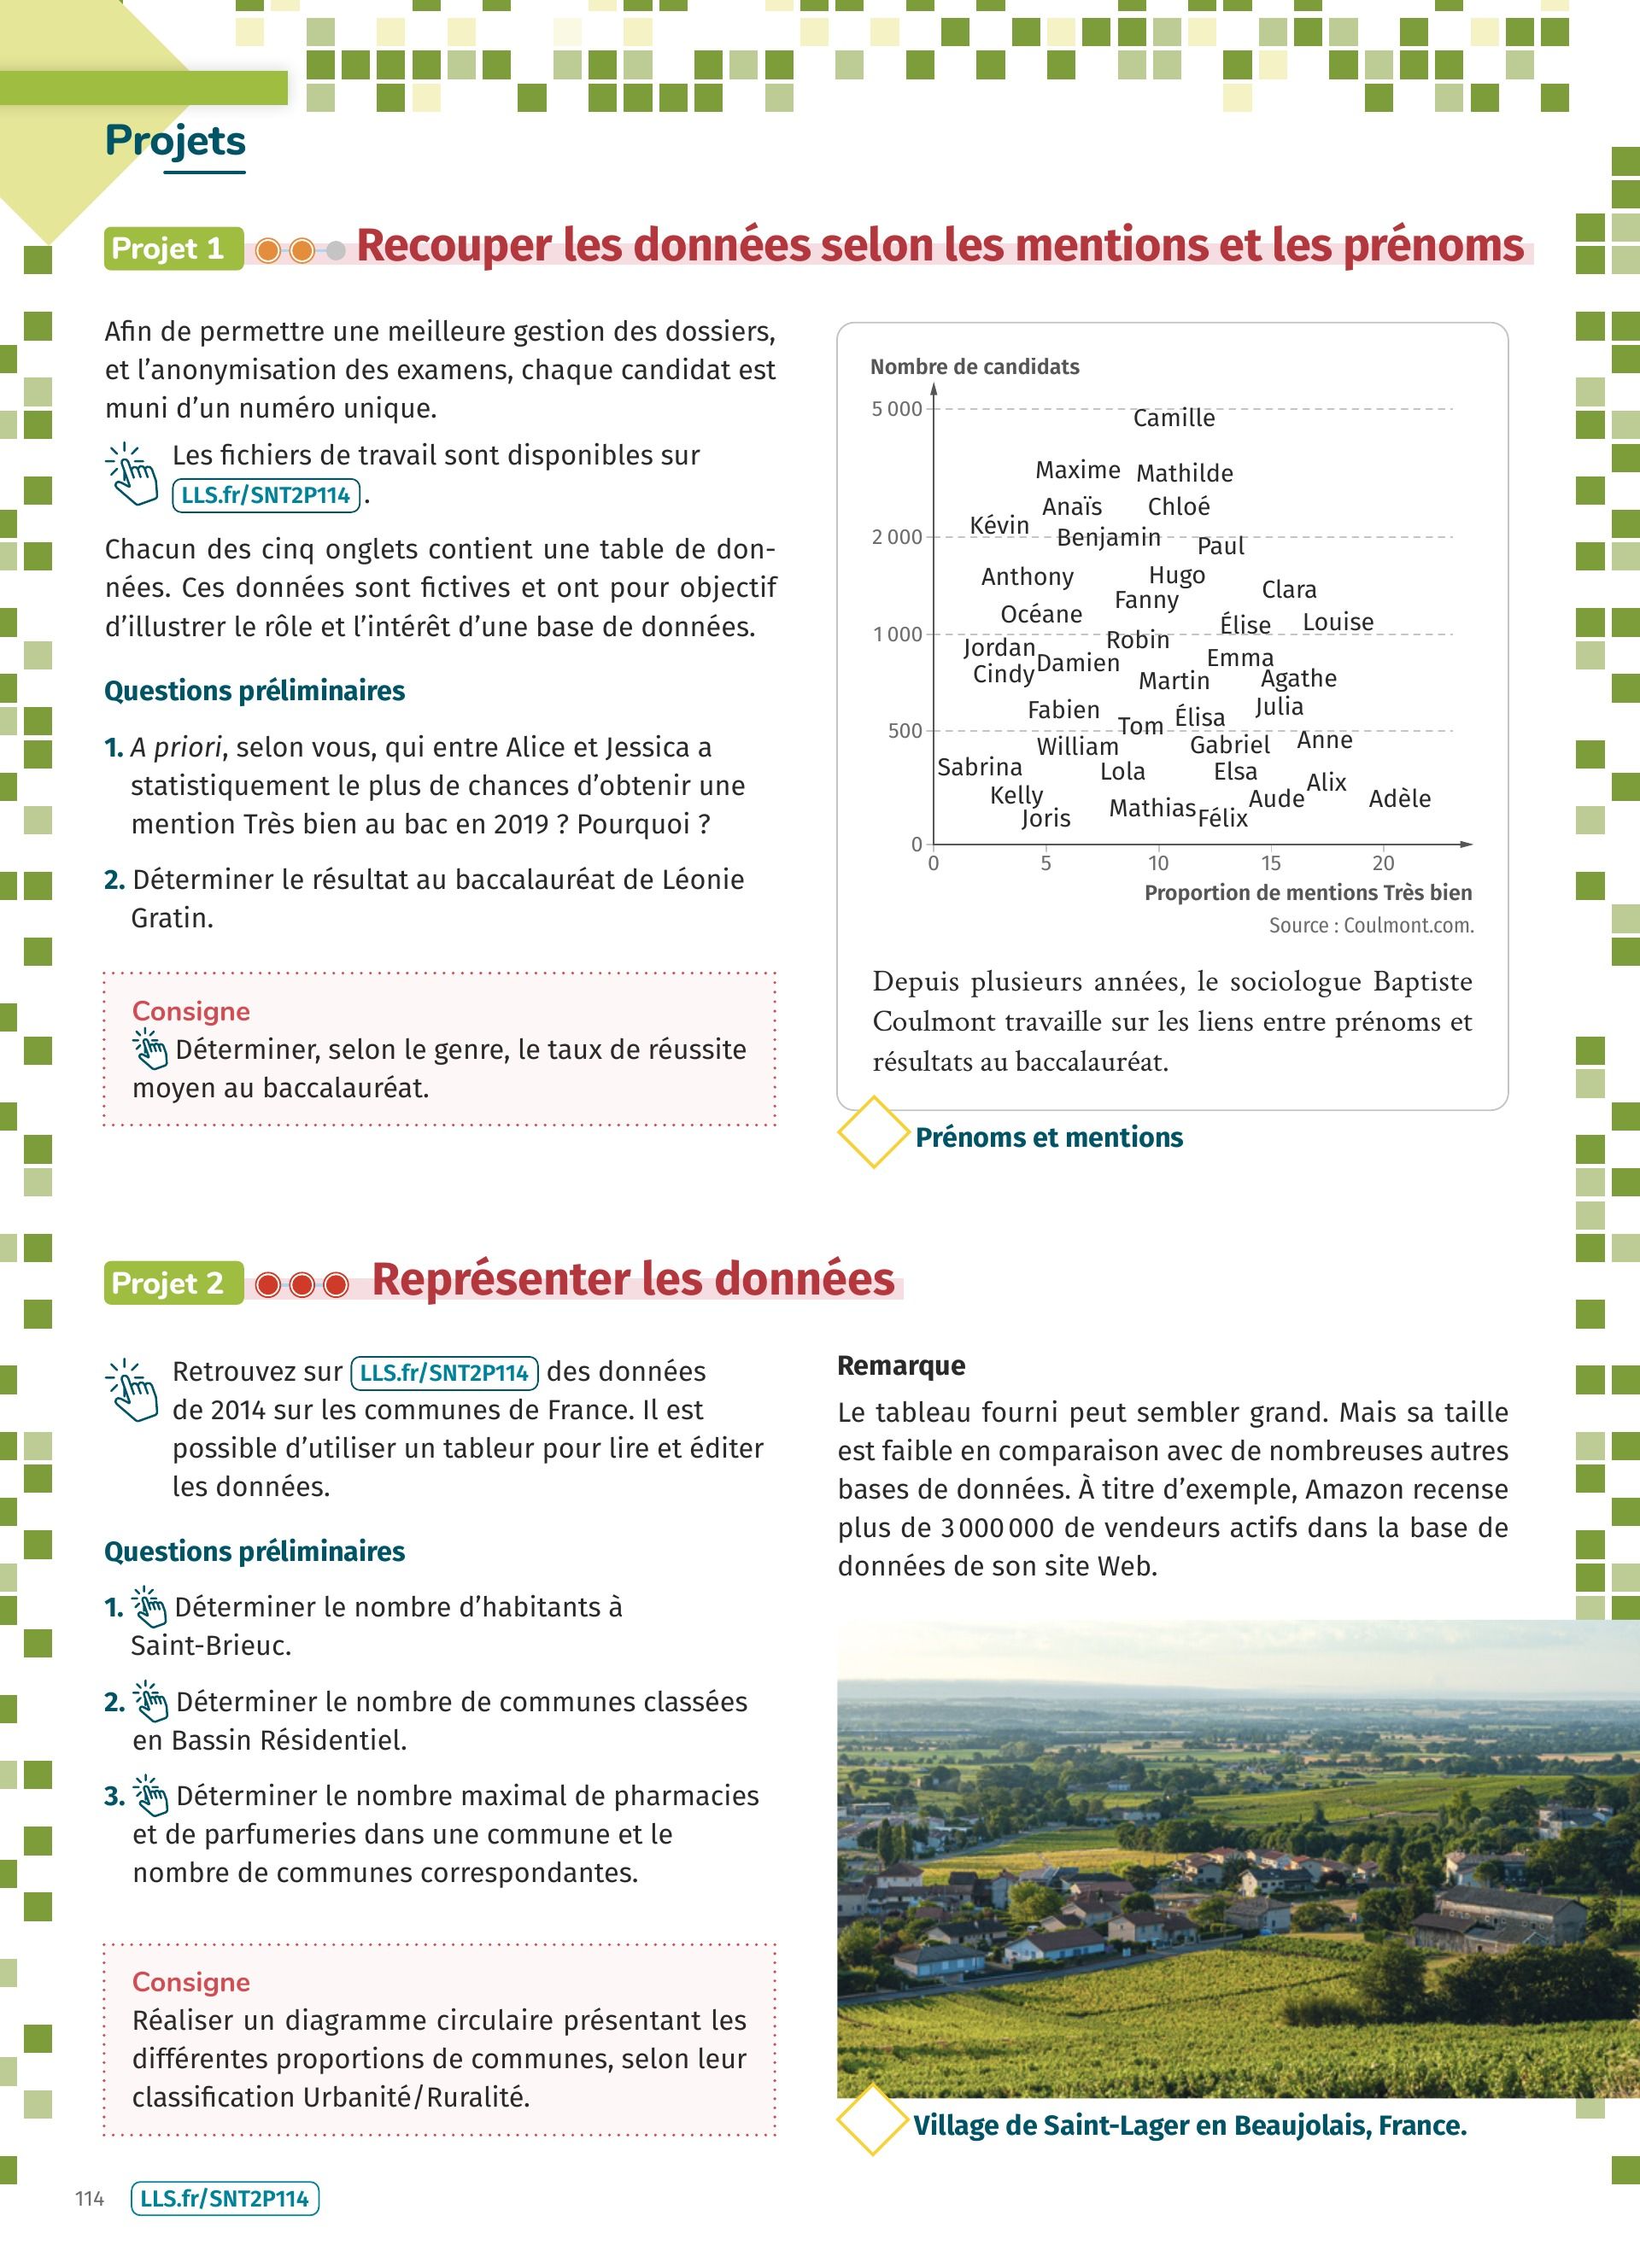 Projets
Projet 1
Recouper les données selon les mentions et les prénoms
Afin de permettre une meilleure gestion des dossiers,
et l’anonymisation des examens, chaque candidat est
muni d’un numéro unique.
Les fichiers de travail sont disponibles sur
LLS.fr/SNT2P114 .
Chacun des cinq onglets contient une table de don-
nées. Ces données sont fictives et ont pour objectif
d’illustrer le rôle et l’intérêt d’une base de données.
Questions préliminaires
1. A priori, selon vous, qui entre Alice et Jessica a
statistiquement le plus de chances d’obtenir une
mention Très bien au bac en 2019 ? Pourquoi ?
2. Déterminer le résultat au baccalauréat de Léonie
Gratin.
Consigne
Déterminer, selon le genre, le taux de réussite
moyen au baccalauréat.
Nombre de candidats
5 000
Camille
Maxime Mathilde
Anaïs Chloé
Kévin
2 000 Benjamin
Paul
Anthony Hugo
Clara
Fanny
Océane
Élise Louise
1 000 Robin
Jordan
Damien Emma
Cindy Martin Agathe
Fabien Julia
Tom Élisa
500
William Gabriel Anne
Sabrina Lola Elsa
Alix
Kelly Aude Adèle
Mathias
Joris Félix
0
0 5 10 15 20
Proportion de mentions Très bien
Source : Coulmont.com.
Depuis plusieurs années, le sociologue Baptiste
Coulmont travaille sur les liens entre prénoms et
résultats au baccalauréat.
Prénoms et mentions
Projet 2
Représenter les données
Retrouvez sur LLS.fr/SNT2P114 des données
de 2014 sur les communes de France. Il est
possible d’utiliser un tableur pour lire et éditer
les données.
Questions préliminaires
1. Déterminer le nombre d’habitants à
Saint-Brieuc.
2. Déterminer le nombre de communes classées
en Bassin Résidentiel.
3. Déterminer le nombre maximal de pharmacies
et de parfumeries dans une commune et le
nombre de communes correspondantes.
Consigne
Réaliser un diagramme circulaire présentant les
différentes proportions de communes, selon leur
classification Urbanité/Ruralité.
Remarque
Le tableau fourni peut sembler grand. Mais sa taille
est faible en comparaison avec de nombreuses autres
bases de données. À titre d’exemple, Amazon recense
plus de 3 000 000 de vendeurs actifs dans la base de
données de son site Web.
Village de Saint-Lager en Beaujolais, France.
114 LLS.fr/SNT2P114